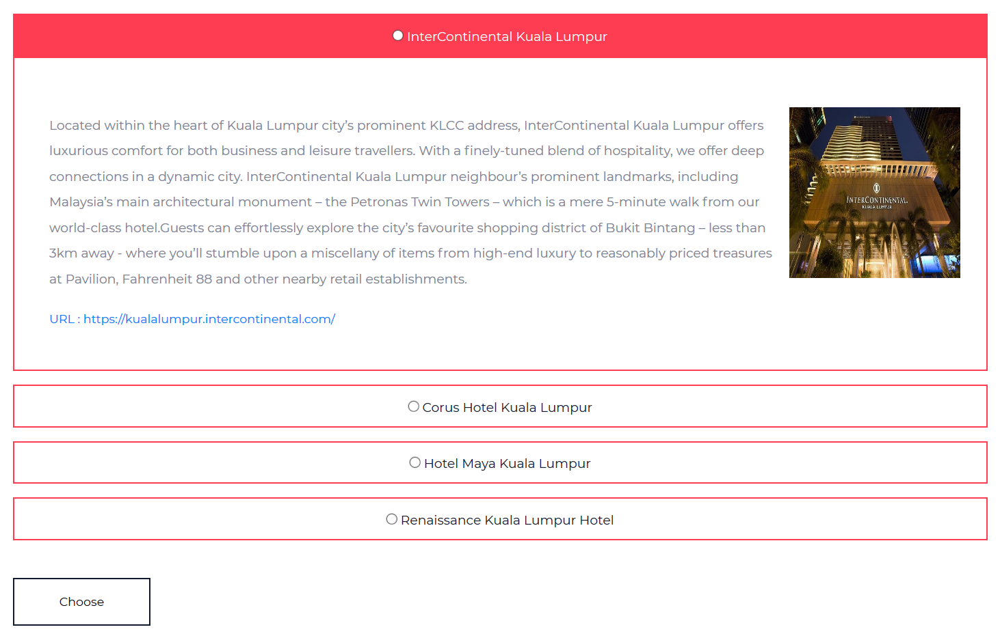 InterContinental Kuala Lumpur
Located within the heart of Kuala Lumpur city’s prominent KLCC address, InterContinental Kuala Lumpur offers
luxurious comfort for both business and leisure travellers. With a finely-tuned blend of hospitality, we offer deep
connections in a dynamic city. InterContinental Kuala Lumpur neighbour’s prominent landmarks, including
Malaysia’s main architectural monument – the Petronas Twin Towers – which is a mere 5-minute walk from our
world-class hotel.Guests can effortlessly explore the city’s favourite shopping district of Bukit Bintang – less than
3km away - where you’ll stumble upon a miscellany of items from high-end luxury to reasonably priced treasures
at Pavilion, Fahrenheit 88 and other nearby retail establishments.
INTERCONTINENTAL.
KUALA LUMPUR
URL : https://kualalumpur.intercontinental.com/
Corus Hotel Kuala Lumpur
Hotel Maya Kuala Lumpur
Renaissance Kuala Lumpur Hotel
Choose